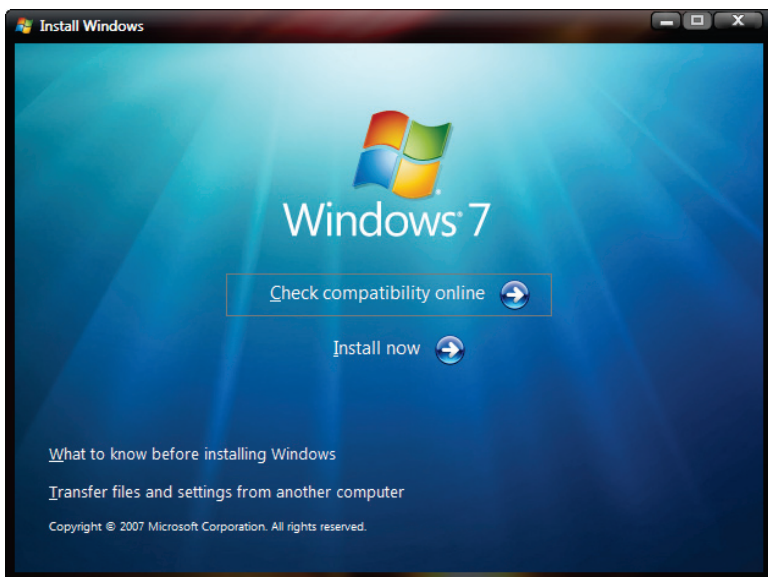 Install Windows
Windows® 7
Check compatibility online
Install now
What to know before installing Windows
Transfer files and settings from another computer
Copyright © 2007 Microsoft Corporation. All rights reserved.